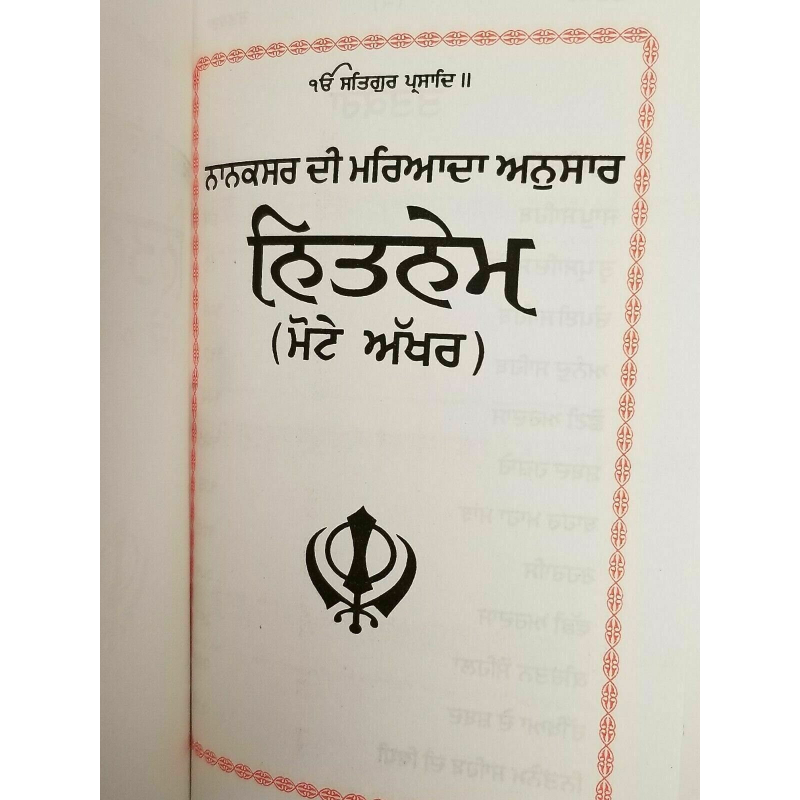 ੴ ਸਤਿਗੁਰ ਪ੍ਰਸਾਦਿ॥
ਨਾਨਕਸਰ ਦੀ ਮਰਿਆਦਾ ਅਨੁਸਾਰ
ਨਿਤਨੇਮ
(ਮੋਟੇ ਅੱਖਰ)